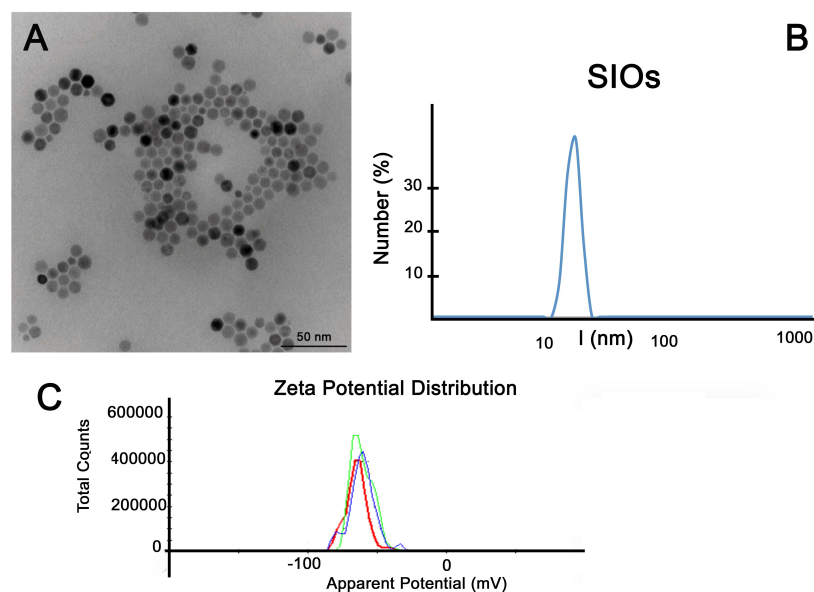 A
50 nm
B
SIOs
Number (%)
30
20
10
10
l (nm)
100
1000
C
Zeta Potential Distribution
Total Counts
600000
400000
200000
0
-100
0
Apparent Potential (mV)